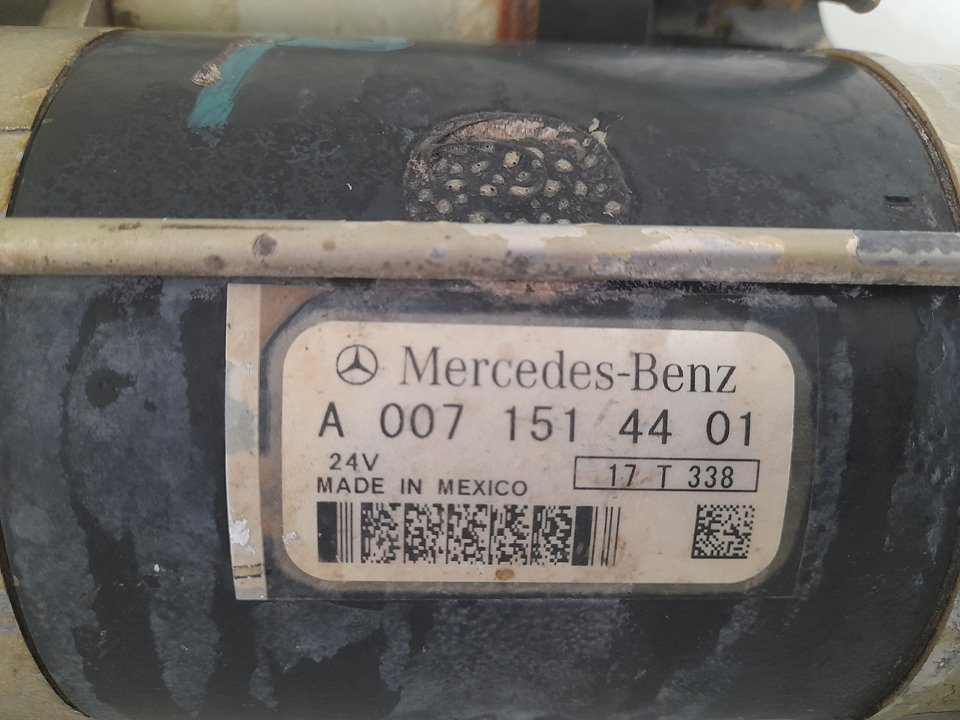 Mercedes-Benz
A 007 151 44 01
24V
17 T 338
MADE IN MEXICO